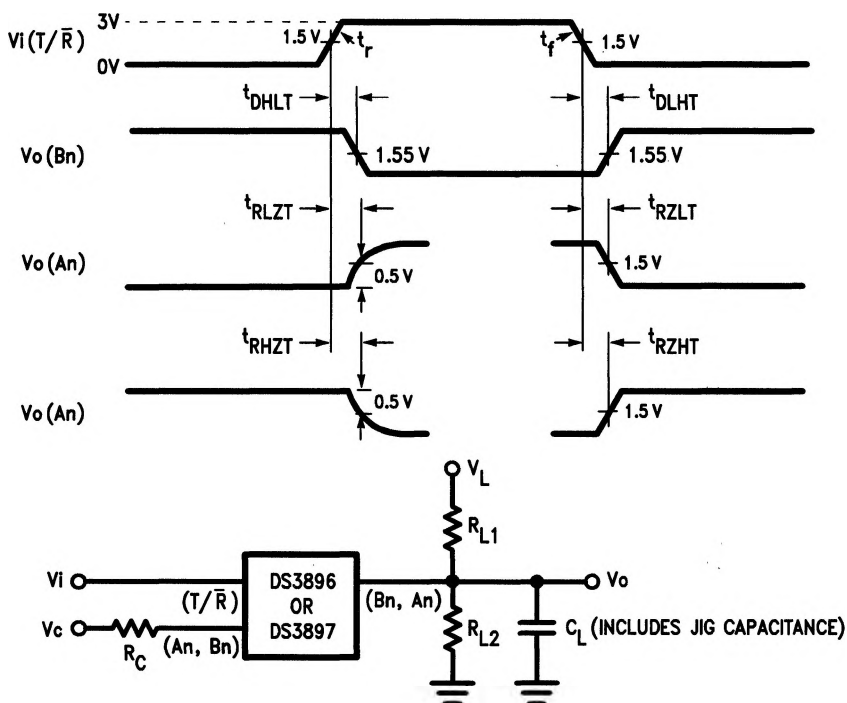 3V
Vi (T/R̅) 1.5 V tr tf 1.5 V
0V
tDHLT tDLHT
Vo (Bn) 1.55 V 1.55 V
tRLZT tRZLT
Vo (An) 0.5 V 1.5 V
tRHZT tRZHT
Vo (An) 0.5 V 1.5 V
VL
RL1
Vi (T/R̅) DS3896 (Bn, An) Vo
OR
Vc RC (An, Bn) DS3897 RL2 CL (INCLUDES JIG CAPACITANCE)